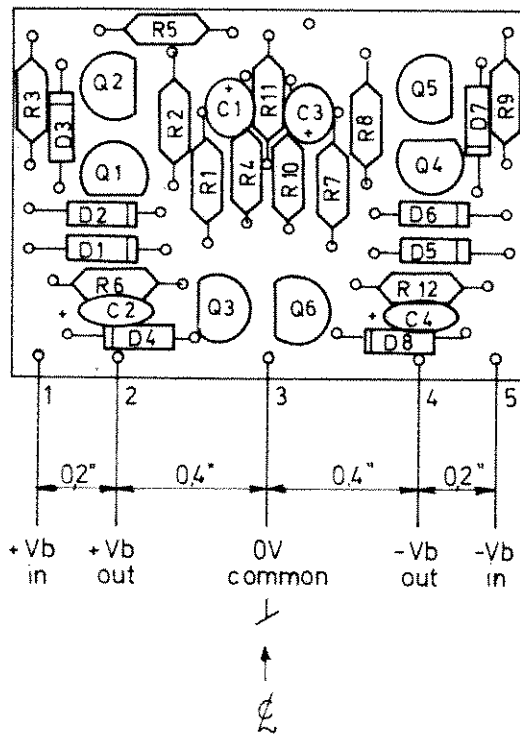 R5
R3
D3
Q2
R2
C1
+
R11
C3
+
R8
Q5
D7
R9
Q1
R1
R4
R10
R7
Q4
D2
D6
D1
D5
R6
Q3
Q6
R12
+
C2
+
C4
D4
D8
1 2 3 4 5
0,2" 0,4" 0,4" 0,2"
+Vb +Vb 0V -Vb -Vb
in out common out in
℄